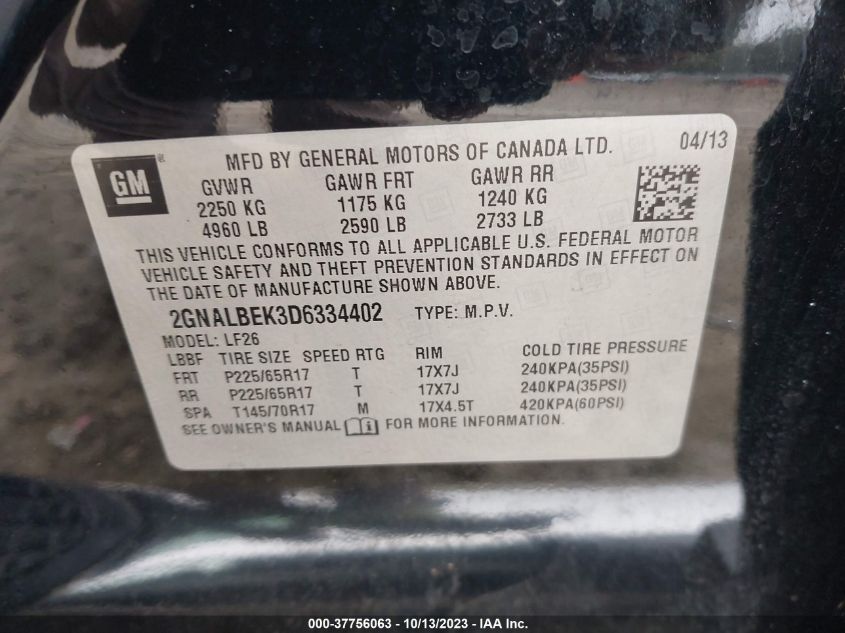 GM®
MFD BY GENERAL MOTORS OF CANADA LTD. 04/13
GVWR GAWR FRT GAWR RR
2250 KG 1175 KG 1240 KG
4960 LB 2590 LB 2733 LB
THIS VEHICLE CONFORMS TO ALL APPLICABLE U.S. FEDERAL MOTOR
VEHICLE SAFETY AND THEFT PREVENTION STANDARDS IN EFFECT ON
THE DATE OF MANUFACTURE SHOWN ABOVE.
2GNALBEK3D6334402 TYPE: M.P.V.
MODEL: LF26
LBBF TIRE SIZE SPEED RTG RIM COLD TIRE PRESSURE
FRT P225/65R17 T 17X7J 240KPA(35PSI)
RR P225/65R17 T 17X7J 240KPA(35PSI)
SPA T145/70R17 M 17X4.5T 420KPA(60PSI)
SEE OWNER'S MANUAL i FOR MORE INFORMATION.
000-37756063 - 10/13/2023 - IAA Inc.